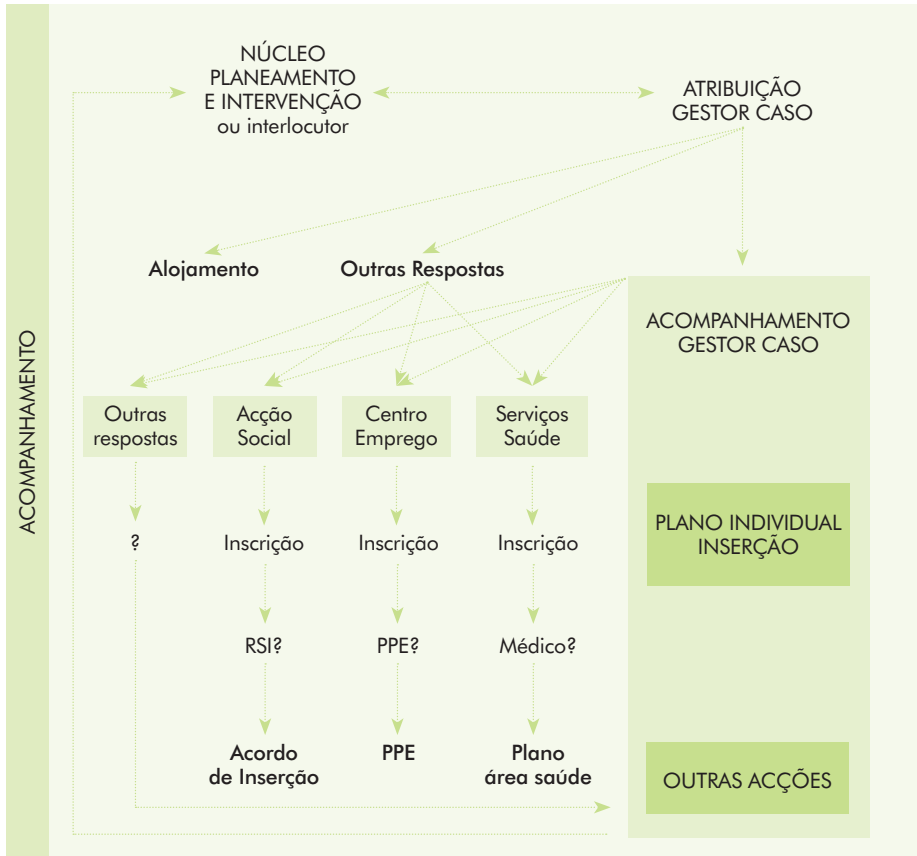 ACOMPANHAMENTO
NÚCLEO
PLANEAMENTO
E INTERVENÇÃO
ou interlocutor
ATRIBUIÇÃO
GESTOR CASO
Alojamento
Outras Respostas
ACOMPANHAMENTO
GESTOR CASO
Outras
respostas
Acção
Social
Centro
Emprego
Serviços
Saúde
?
Inscrição
Inscrição
Inscrição
PLANO INDIVIDUAL
INSERÇÃO
RSI?
PPE?
Médico?
Acordo
de Inserção
PPE
Plano
área saúde
OUTRAS ACÇÕES